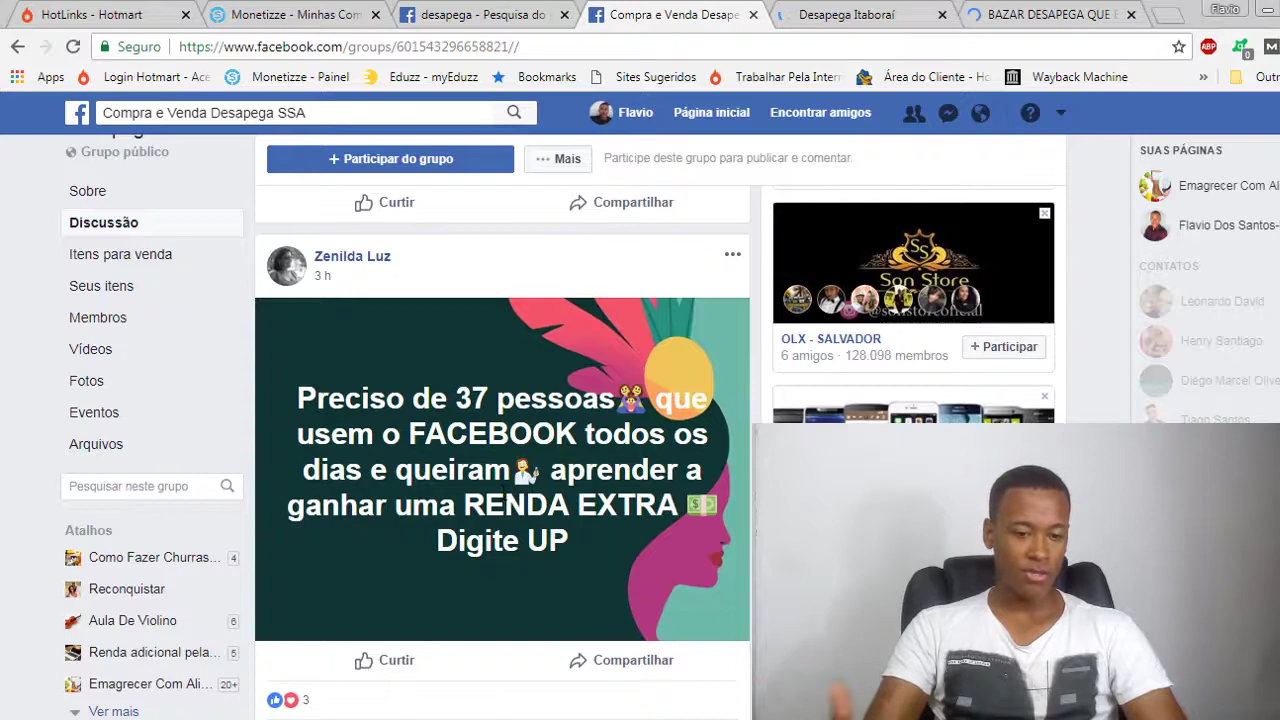 HotLinks - Hotmart
Monetizze - Minhas Com
desapega - Pesquisa do
Compra e Venda Desape
Desapega Itaboraí
BAZAR DESAPEGA QUE
Flavio
Seguro
https://www.facebook.com/groups/601543296658821//
ABP
0
M
Apps
Login Hotmart - Ace
Monetizze - Painel
Eduzz - myEduzz
Bookmarks
Sites Sugeridos
Trabalhar Pela Inter
Área do Cliente - Ho
Wayback Machine
»
Outr
Compra e Venda Desapega SSA
Flavio
Página inicial
Encontrar amigos
Grupo público
Sobre
Discussão
Itens para venda
Seus itens
Membros
Vídeos
Fotos
Eventos
Arquivos
Pesquisar neste grupo
Atalhos
Como Fazer Churras... 4
Reconquistar
Aula De Violino 6
Renda adicional pela... 5
Emagrecer Com Ali... 20+
Ver mais
+ Participar do grupo
··· Mais
Participe deste grupo para publicar e comentar.
Curtir
Compartilhar
Zenilda Luz
3 h
Preciso de 37 pessoas que
usem o FACEBOOK todos os
dias e queiram aprender a
ganhar uma RENDA EXTRA
Digite UP
Curtir
Compartilhar
3
SS
Son Store
@sonstoreoficial
OLX - SALVADOR
6 amigos · 128.098 membros
+ Participar
SUAS PÁGINAS
Emagrecer Com Al
Flavio Dos Santos-
CONTATOS
Leonardo David
Henry Santiago
Diego Marcel Olive
Tiago Santos